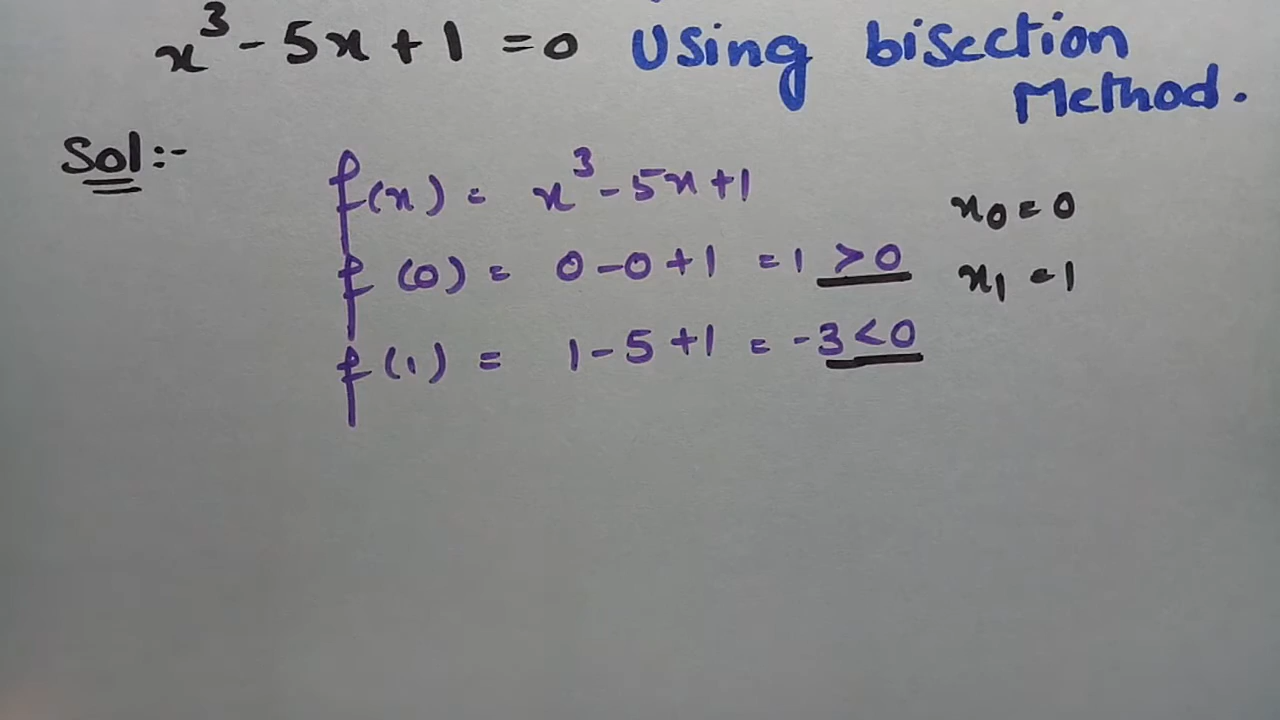 x³ - 5x + 1 = 0 Using bisection
Method.
Sol:-
f(x) = x³ - 5x + 1
x₀ = 0
f(0) = 0 - 0 + 1 = 1 > 0
x₁ = 1
f(1) = 1 - 5 + 1 = -3 < 0